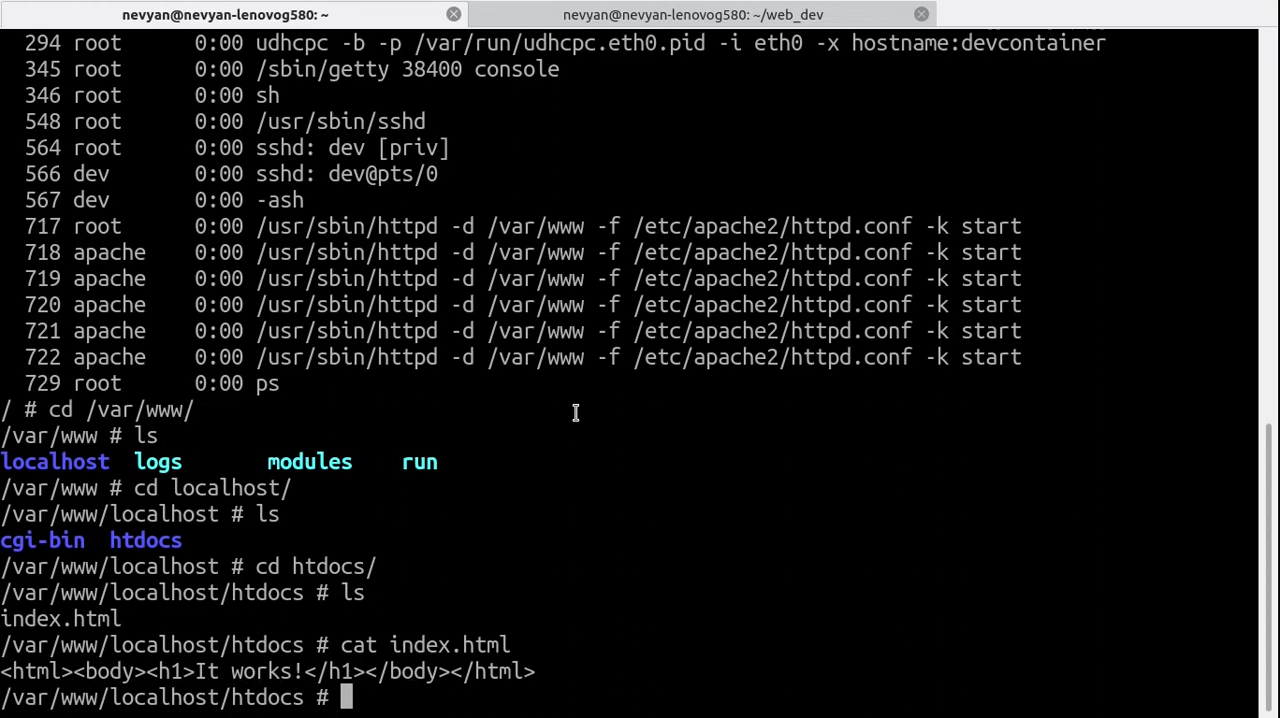 nevyan@nevyan-lenovog580: ~
nevyan@nevyan-lenovog580: ~/web_dev
294 root 0:00 udhcpc -b -p /var/run/udhcpc.eth0.pid -i eth0 -x hostname:devcontainer
345 root 0:00 /sbin/getty 38400 console
346 root 0:00 sh
548 root 0:00 /usr/sbin/sshd
564 root 0:00 sshd: dev [priv]
566 dev 0:00 sshd: dev@pts/0
567 dev 0:00 -ash
717 root 0:00 /usr/sbin/httpd -d /var/www -f /etc/apache2/httpd.conf -k start
718 apache 0:00 /usr/sbin/httpd -d /var/www -f /etc/apache2/httpd.conf -k start
719 apache 0:00 /usr/sbin/httpd -d /var/www -f /etc/apache2/httpd.conf -k start
720 apache 0:00 /usr/sbin/httpd -d /var/www -f /etc/apache2/httpd.conf -k start
721 apache 0:00 /usr/sbin/httpd -d /var/www -f /etc/apache2/httpd.conf -k start
722 apache 0:00 /usr/sbin/httpd -d /var/www -f /etc/apache2/httpd.conf -k start
729 root 0:00 ps
/ # cd /var/www/
/var/www # ls
localhost logs modules run
/var/www # cd localhost/
/var/www/localhost # ls
cgi-bin htdocs
/var/www/localhost # cd htdocs/
/var/www/localhost/htdocs # ls
index.html
/var/www/localhost/htdocs # cat index.html
<html><body><h1>It works!</h1></body></html>
/var/www/localhost/htdocs #